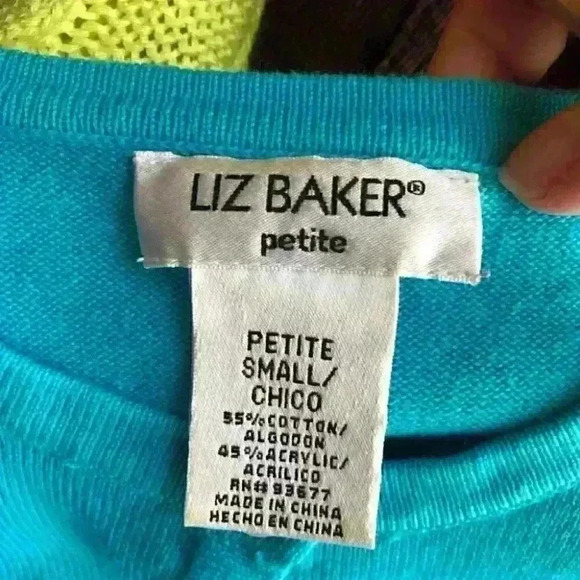 LIZ BAKER®
petite
PETITE
SMALL/
CHICO
55%COTTON/
ALGODON
45%ACRYLIC/
ACRILICO
RN# 93677
MADE IN CHINA
HECHO EN CHINA